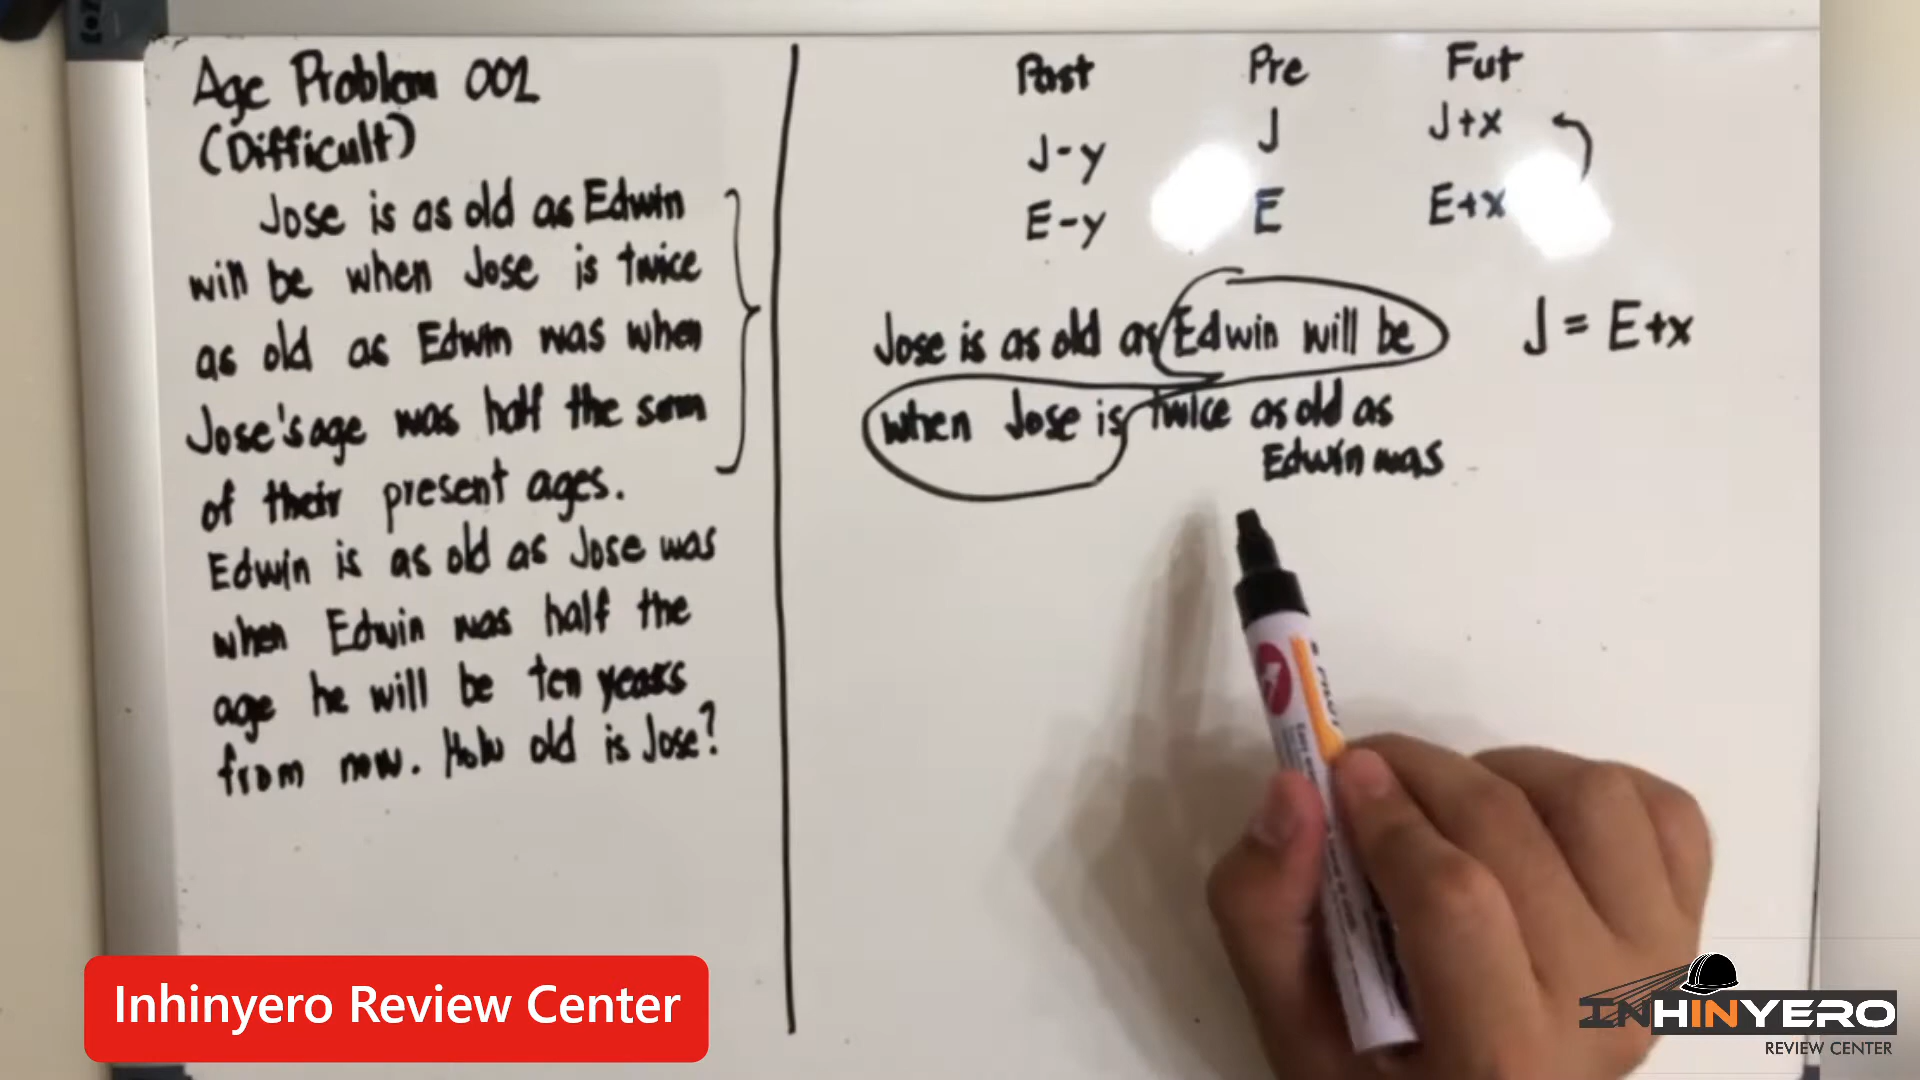 Age Problem 002
(Difficult)
Jose is as old as Edwin
will be when Jose is twice
as old as Edwin was when
Jose's age was half the sum
of their present ages.
Edwin is as old as Jose was
when Edwin was half the
age he will be ten years
from now. How old is Jose?
Past Pre Fut
J-y J J+x
E-y E E+x
Jose is as old as Edwin will be J = E+x
when Jose is twice as old as
Edwin was
Inhinyero Review Center
INHINYERO
REVIEW CENTER